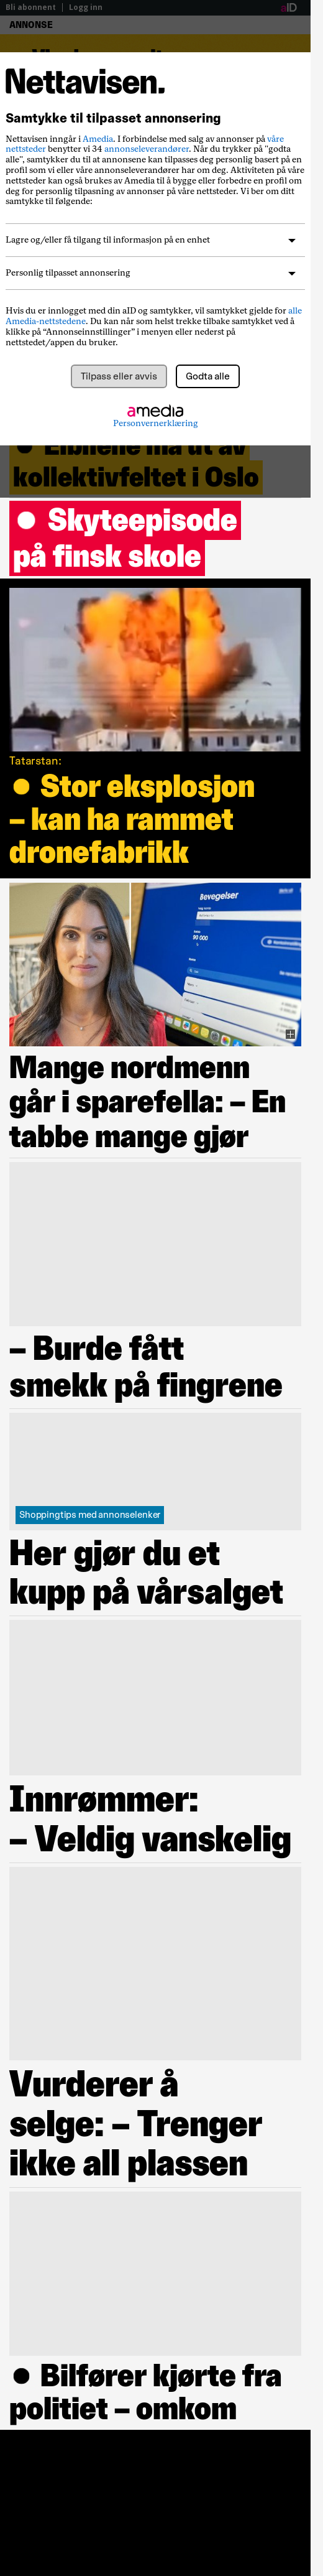 Bli abonnent | Logg inn
aID
ANNONSE
Nettavisen.
Samtykke til tilpasset annonsering
Nettavisen inngår i Amedia. I forbindelse med salg av annonser på våre
nettsteder benytter vi 34 annonseleverandører. Når du trykker på "godta
alle", samtykker du til at annonsene kan tilpasses deg personlig basert på en
profil som vi eller våre annonseleverandører har om deg. Aktiviteten på våre
nettsteder kan også brukes av Amedia til å bygge eller forbedre en profil om
deg for personlig tilpasning av annonser på våre nettsteder. Vi ber om ditt
samtykke til følgende:
Lagre og/eller få tilgang til informasjon på en enhet
Personlig tilpasset annonsering
Hvis du er innlogget med din aID og samtykker, vil samtykket gjelde for alle
Amedia-nettstedene. Du kan når som helst trekke tilbake samtykket ved å
klikke på “Annonseinnstillinger” i menyen eller nederst på
nettstedet/appen du bruker.
Tilpass eller avvis
Godta alle
amedia
Personvernerklæring
Elbilene må ut av
kollektivfeltet i Oslo
Skyteepisode
på finsk skole
Tatarstan:
Stor eksplosjon
– kan ha rammet
dronefabrikk
Bevegelser
90 000
Mange nordmenn
går i sparefella: – En
tabbe mange gjør
– Burde fått
smekk på fingrene
Shoppingtips med annonselenker
Her gjør du et
kupp på vårsalget
Innrømmer:
– Veldig vanskelig
Vurderer å
selge: – Trenger
ikke all plassen
Bilfører kjørte fra
politiet – omkom